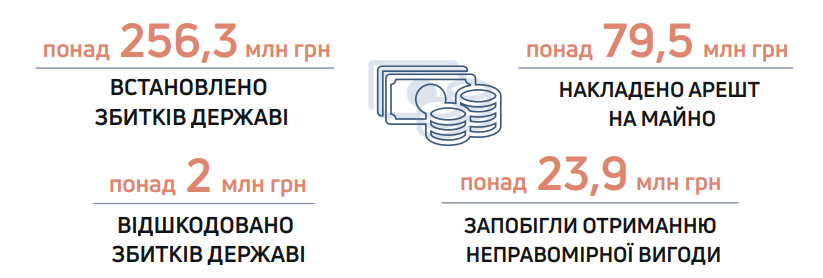 понад 256,3 млн грн
ВСТАНОВЛЕНО
ЗБИТКІВ ДЕРЖАВІ
понад 79,5 млн грн
НАКЛАДЕНО АРЕШТ
НА МАЙНО
понад 2 млн грн
ВІДШКОДОВАНО
ЗБИТКІВ ДЕРЖАВІ
понад 23,9 млн грн
ЗАПОБІГЛИ ОТРИМАННЮ
НЕПРАВОМІРНОЇ ВИГОДИ